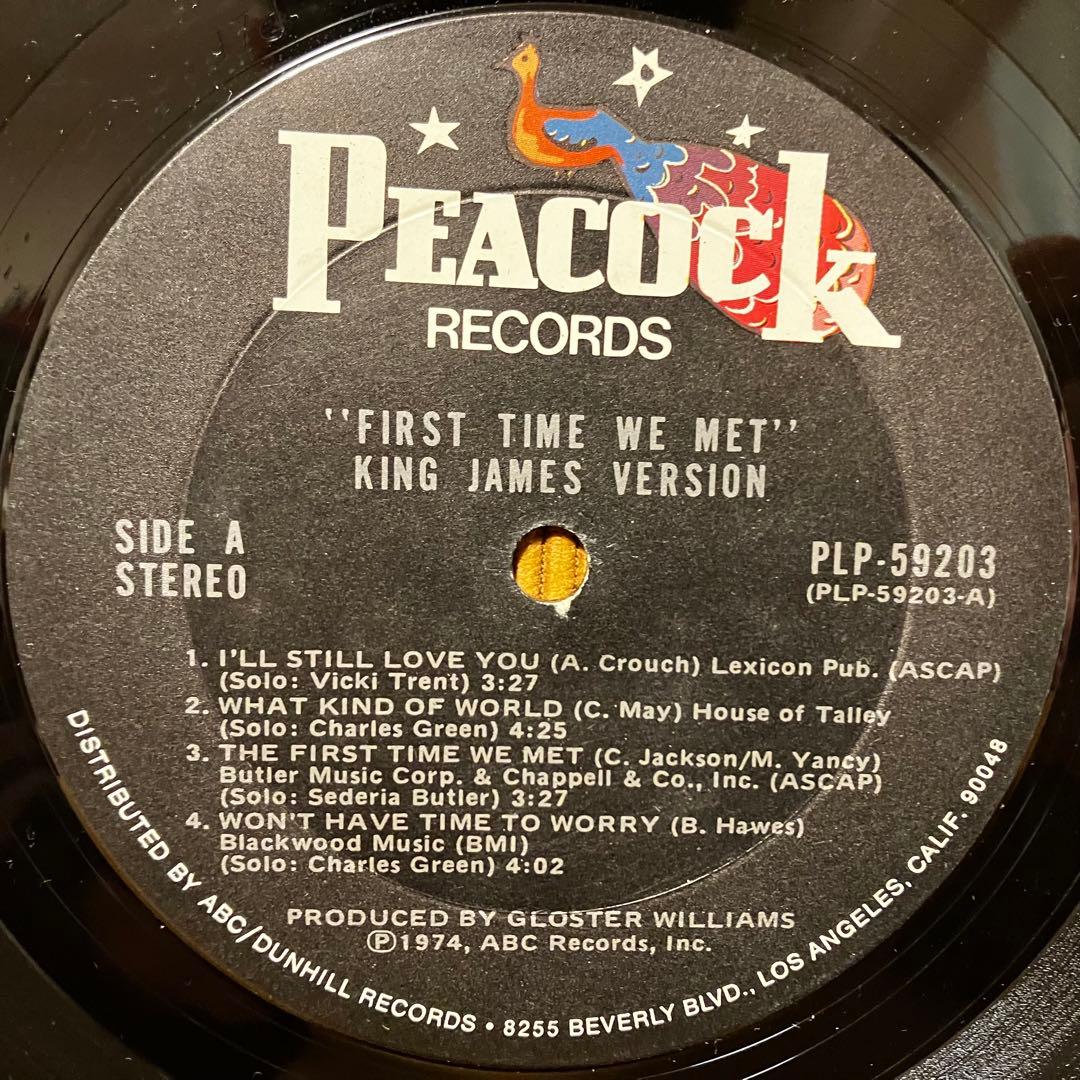 PEACOCK
RECORDS
"FIRST TIME WE MET"
KING JAMES VERSION
SIDE A
STEREO
PLP-59203
(PLP-59203-A)
1. I'LL STILL LOVE YOU (A. Crouch) Lexicon Pub. (ASCAP)
(Solo: Vicki Trent) 3:27
2. WHAT KIND OF WORLD (C. May) House of Talley
(Solo: Charles Green) 4:25
3. THE FIRST TIME WE MET (C. Jackson/M. Yancy)
Butler Music Corp. & Chappell & Co., Inc. (ASCAP)
(Solo: Sederia Butler) 3:27
4. WON'T HAVE TIME TO WORRY (B. Hawes)
Blackwood Music (BMI)
(Solo: Charles Green) 4:02
PRODUCED BY GLOSTER WILLIAMS
Ⓟ1974, ABC Records, Inc.
DISTRIBUTED BY ABC/DUNHILL RECORDS • 8255 BEVERLY BLVD., LOS ANGELES, CALIF. 90048